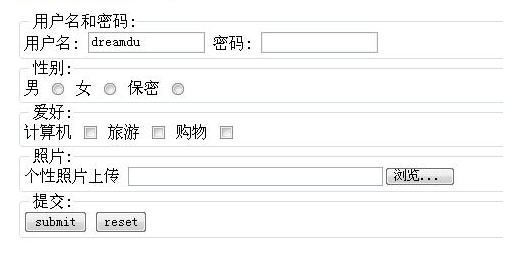 用户名和密码:
用户名: dreamdu 密码:
性别:
男 女 保密
爱好:
计算机 旅游 购物
照片:
个性照片上传 浏览...
提交:
submit reset